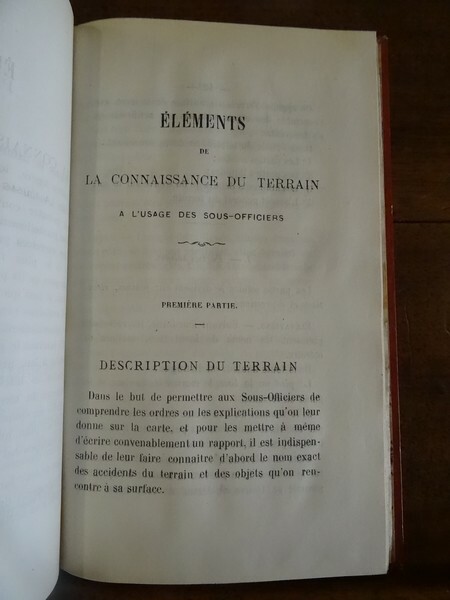 ÉLÉMENTS
DE
LA CONNAISSANCE DU TERRAIN
A L'USAGE DES SOUS-OFFICIERS
PREMIÈRE PARTIE.
DESCRIPTION DU TERRAIN
Dans le but de permettre aux Sous-Officiers de
comprendre les ordres ou les explications qu'on leur
donne sur la carte, et pour les mettre à même
d'écrire convenablement un rapport, il est indispen-
sable de leur faire connaître d'abord le nom exact
des accidents du terrain et des objets qu'on ren-
contre à sa surface.